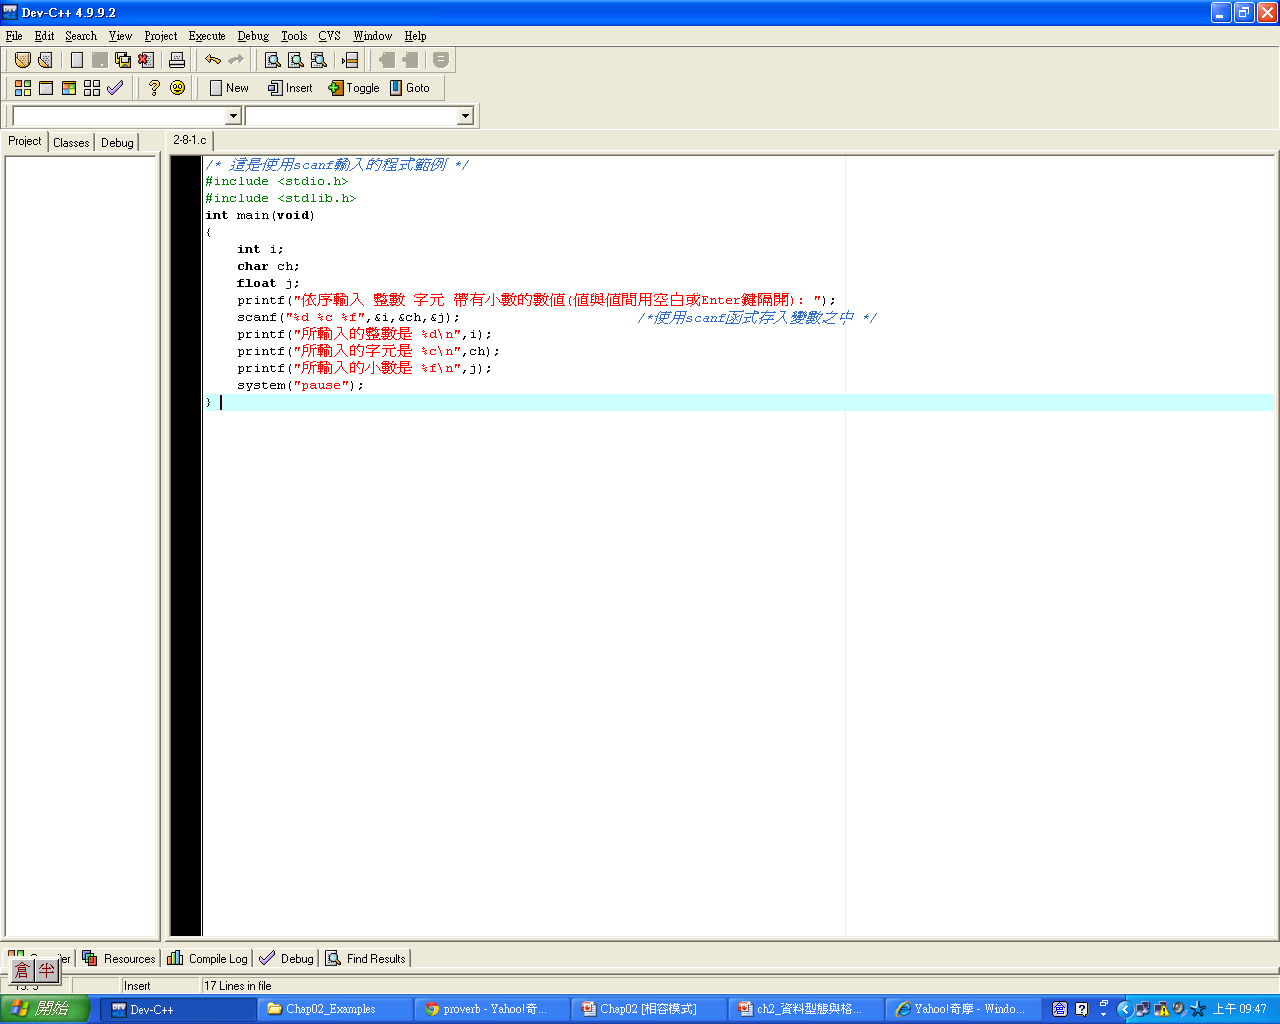 Dev-C++ 4.9.9.2
File Edit Search View Project Execute Debug Tools CVS Window Help
New Insert Toggle Goto
Project Classes Debug 2-8-1.c
/* 這是使用scanf輸入的程式範例 */
#include <stdio.h>
#include <stdlib.h>
int main(void)
{
    int i;
    char ch;
    float j;
    printf("依序輸入 整數 字元 帶有小數的數值(值與值間用空白或Enter鍵隔開): ");
    scanf("%d %c %f",&i,&ch,&j); /*使用scanf函式存入變數之中 */
    printf("所輸入的整數是 %d\n",i);
    printf("所輸入的字元是 %c\n",ch);
    printf("所輸入的小數是 %f\n",j);
    system("pause");
}
Resources Compile Log Debug Find Results
倉 半
Insert 17 Lines in file
開始 Dev-C++ Chap02_Examples proverb - Yahoo!奇... Chap02 [相容模式] ch2_資料型態與格... Yahoo!奇摩 - Windo... 倉 上午 09:47